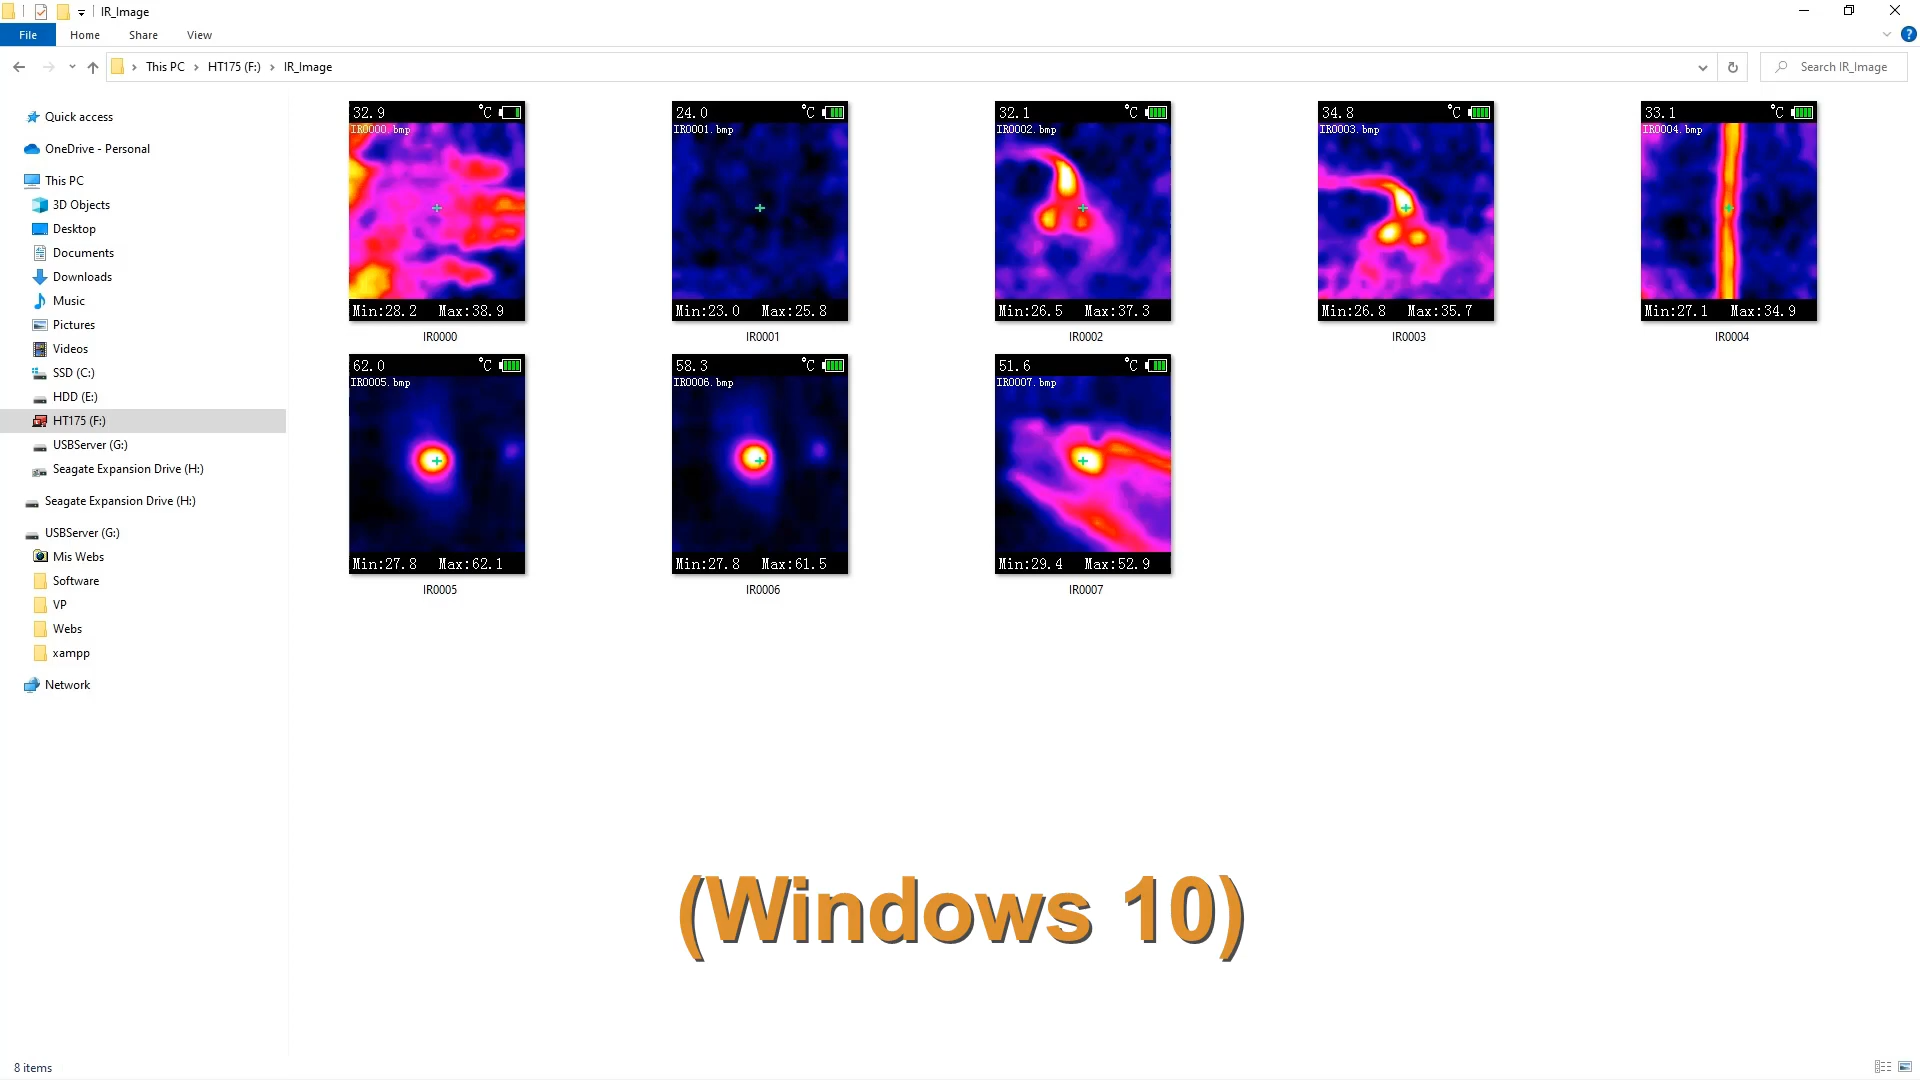 IR_Image
File Home Share View
This PC > HT175 (F:) > IR_Image
Search IR_Image
Quick access
OneDrive - Personal
This PC
3D Objects
Desktop
Documents
Downloads
Music
Pictures
Videos
SSD (C:)
HDD (E:)
HT175 (F:)
USBServer (G:)
Seagate Expansion Drive (H:)
Seagate Expansion Drive (H:)
USBServer (G:)
Mis Webs
Software
VP
Webs
xampp
Network
32.9 °C
IR0000.bmp
Min:28.2 Max:38.9
IR0000
24.0 °C
IR0001.bmp
Min:23.0 Max:25.8
IR0001
32.1 °C
IR0002.bmp
Min:26.5 Max:37.3
IR0002
34.8 °C
IR0003.bmp
Min:26.8 Max:35.7
IR0003
33.1 °C
IR0004.bmp
Min:27.1 Max:34.9
IR0004
62.0 °C
IR0005.bmp
Min:27.8 Max:62.1
IR0005
58.3 °C
IR0006.bmp
Min:27.8 Max:61.5
IR0006
51.6 °C
IR0007.bmp
Min:29.4 Max:52.9
IR0007
(Windows 10)
8 items